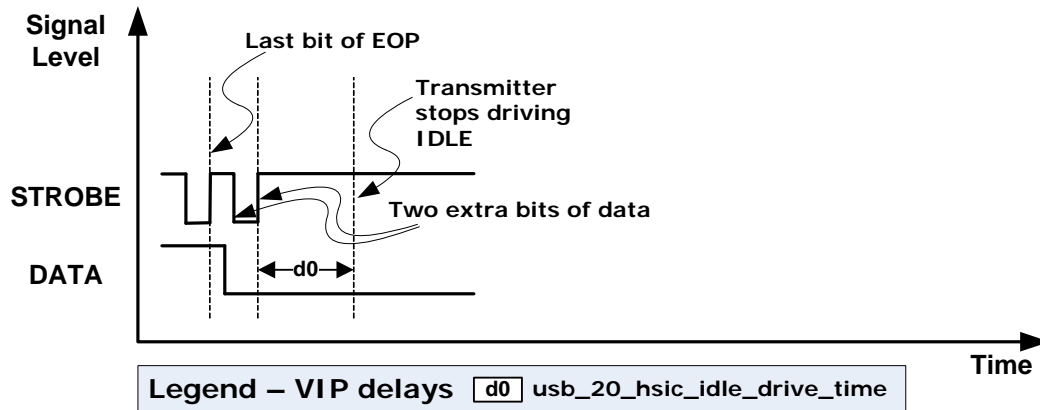 Signal
Level
Last bit of EOP
Transmitter
stops driving
IDLE
STROBE
Two extra bits of data
DATA
d0
Time
Legend – VIP delays d0 usb_20_hsic_idle_drive_time